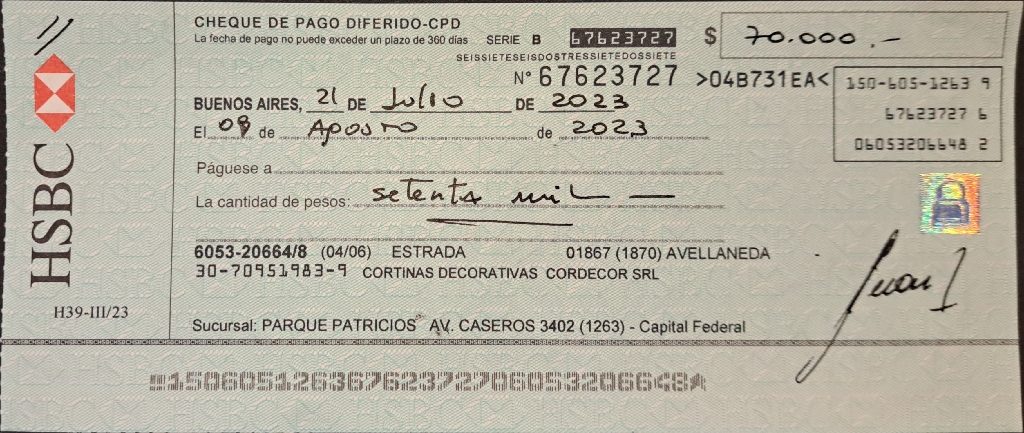 HSBC
H39-III/23
CHEQUE DE PAGO DIFERIDO-CPD
La fecha de pago no puede exceder un plazo de 360 días SERIE B 67623727 $ 70.000.-
SEISSIETESEISDOSTRESSIETEDOSSIETE
N° 67623727 >04B731EA< 150-605-1263 9
67623727 6
06053206648 2
BUENOS AIRES, 21 DE Julio DE 2023
El 08 de Agosto de 2023
Páguese a
La cantidad de pesos: setenta mil —
6053-20664/8 (04/06) ESTRADA 01867 (1870) AVELLANEDA
30-70951983-9 CORTINAS DECORATIVAS CORDECOR SRL
Sucursal: PARQUE PATRICIOS AV. CASEROS 3402 (1263) - Capital Federal
15060512636762372706053206648